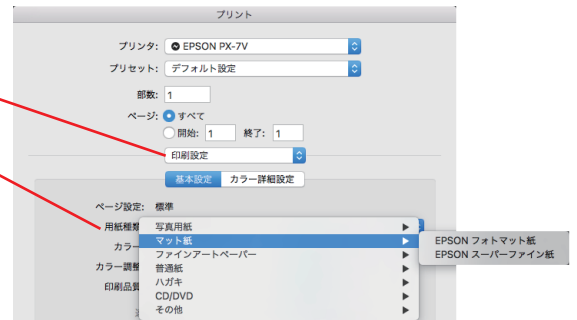 プリント
プリンタ: EPSON PX-7V
プリセット: デフォルト設定
部数: 1
ページ: すべて
開始: 1 終了: 1
印刷設定
基本設定 カラー詳細設定
ページ設定: 標準
用紙種類
写真用紙
マット紙
EPSON フォトマット紙
EPSON スーパーファイン紙
カラー
ファインアートペーパー
カラー調整
普通紙
印刷品質
ハガキ
CD/DVD
その他